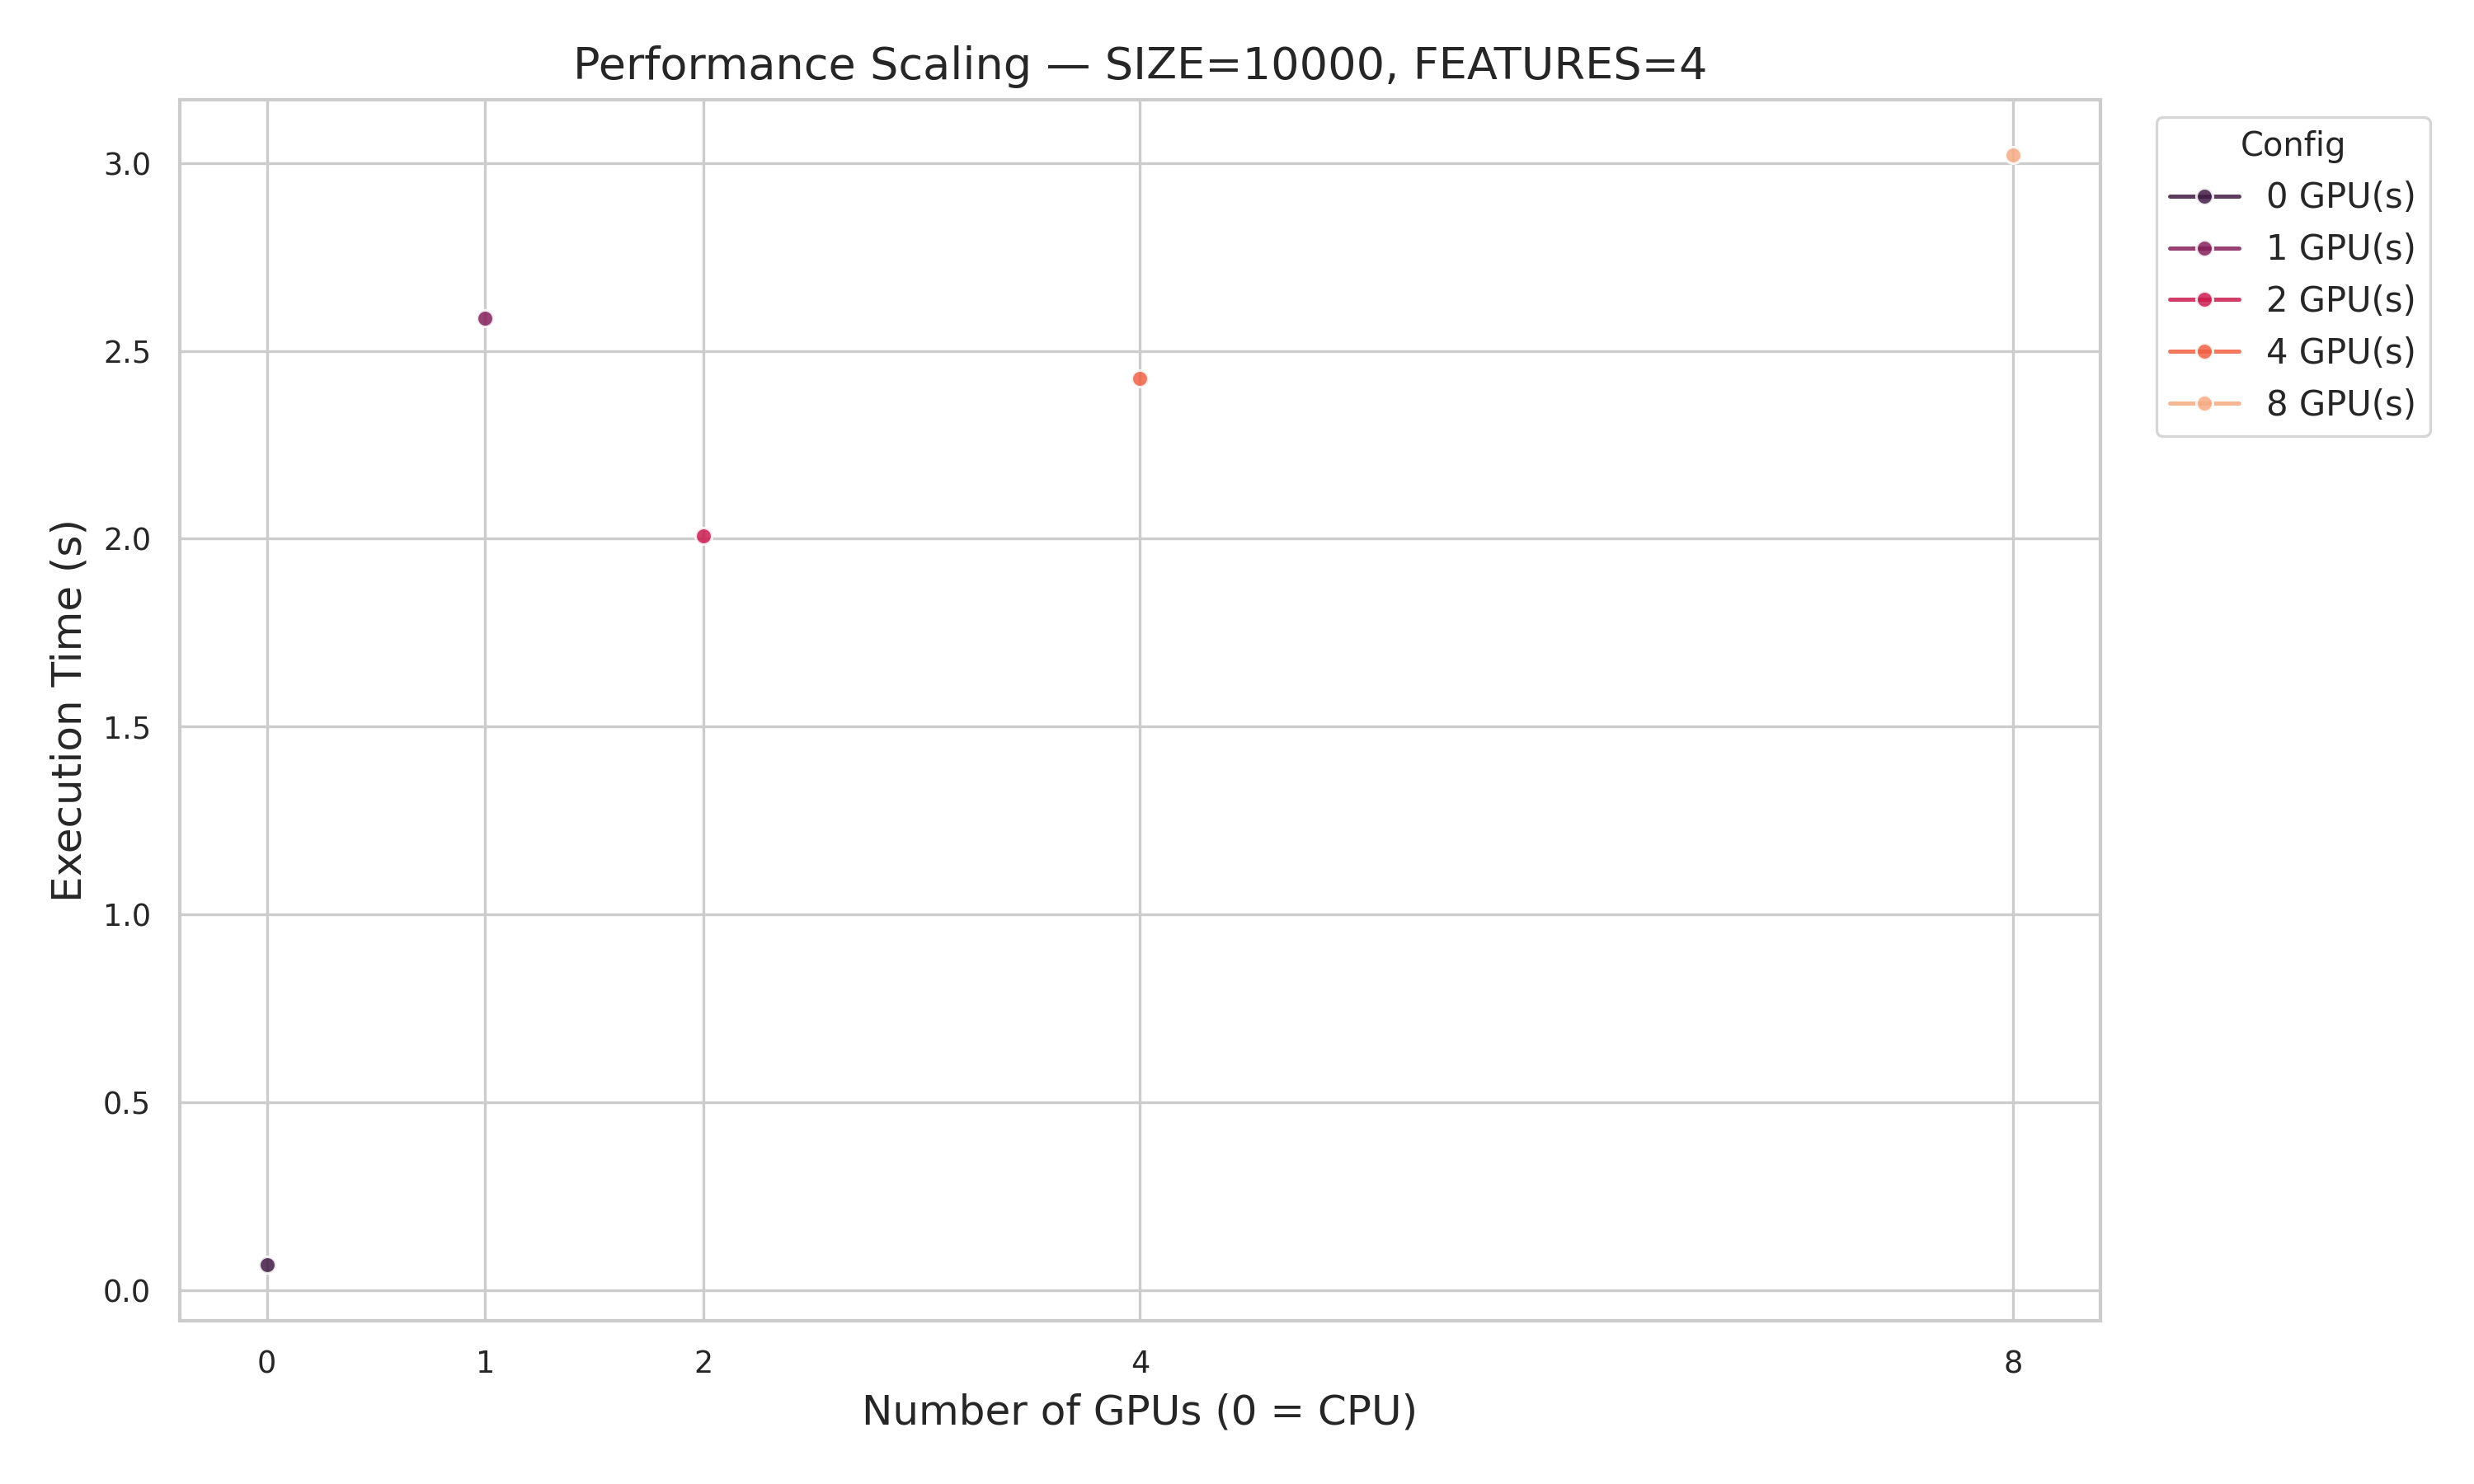 Performance Scaling — SIZE=10000, FEATURES=4
Config
0 GPU(s)
1 GPU(s)
2 GPU(s)
4 GPU(s)
8 GPU(s)
Execution Time (s)
3.0
2.5
2.0
1.5
1.0
0.5
0.0
0 1 2 4 8
Number of GPUs (0 = CPU)